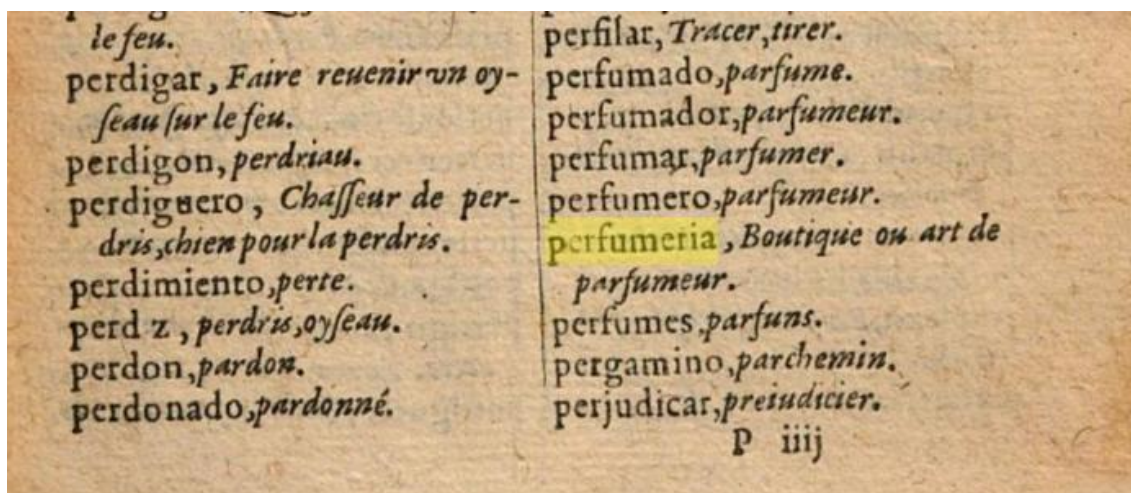 le feu.
perdigar, Faire reuenir vn oy-
ſeau ſur le feu.
perdigon, perdriau.
perdiguero, Chaſſeur de per-
dris, chien pour la perdris.
perdimiento, perte.
perd z, perdris, oyſeau.
perdon, pardon.
perdonado, pardonné.
perfilar, Tracer, tirer.
perfumado, parfume.
perfumador, parfumeur.
perfumar, parfumer.
perfumero, parfumeur.
perfumeria, Boutique ou art de
parfumeur.
perfumes, parfuns.
pergamino, parchemin.
perjudicar, preiudicier.
P iiij